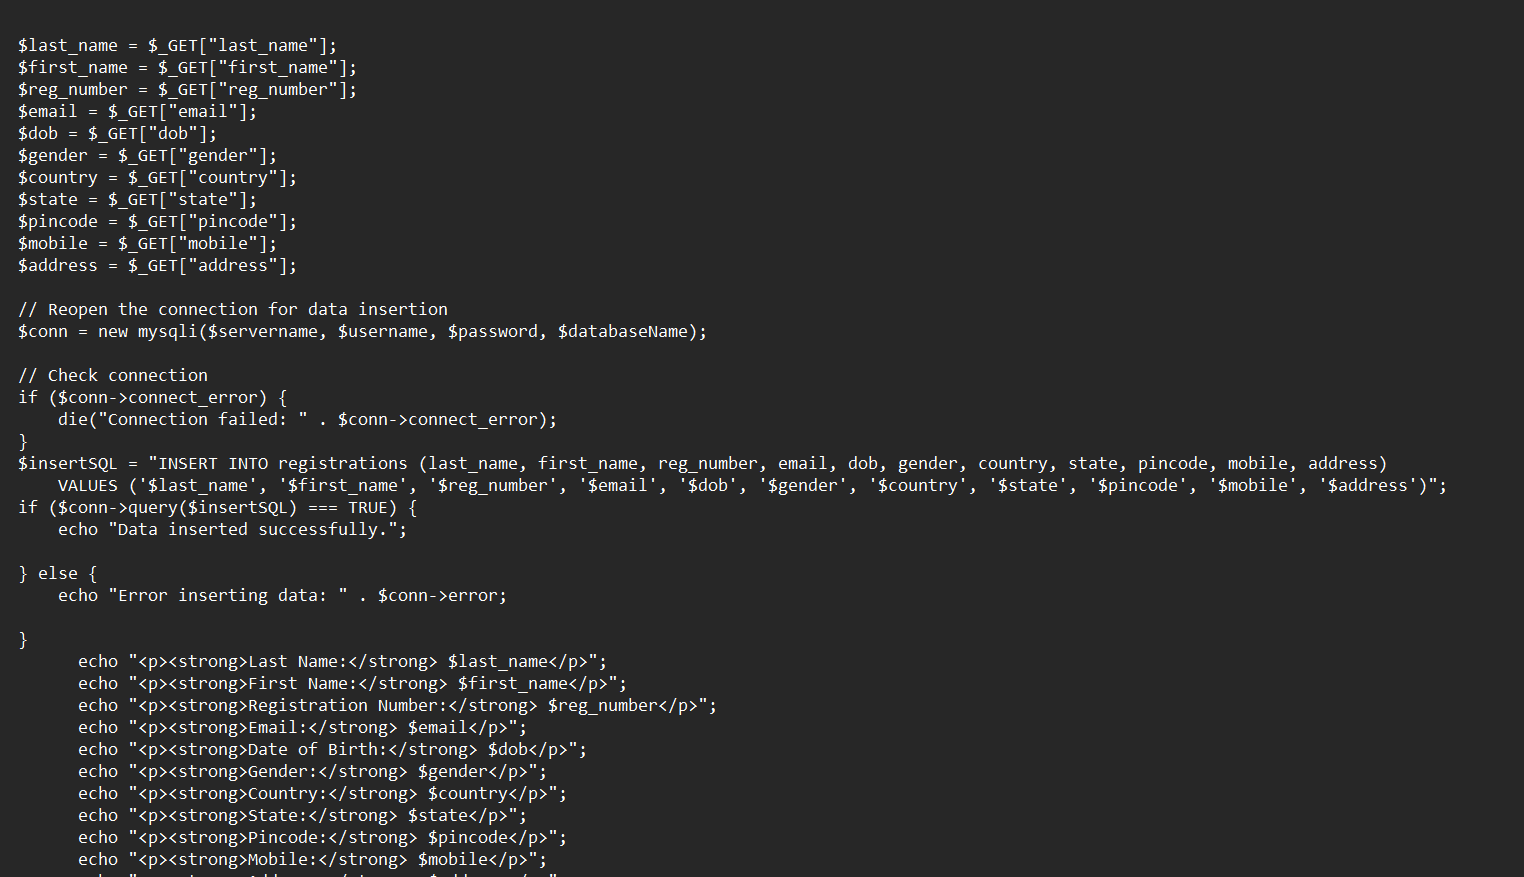 $last_name = $_GET["last_name"];
$first_name = $_GET["first_name"];
$reg_number = $_GET["reg_number"];
$email = $_GET["email"];
$dob = $_GET["dob"];
$gender = $_GET["gender"];
$country = $_GET["country"];
$state = $_GET["state"];
$pincode = $_GET["pincode"];
$mobile = $_GET["mobile"];
$address = $_GET["address"];

// Reopen the connection for data insertion
$conn = new mysqli($servername, $username, $password, $databaseName);

// Check connection
if ($conn->connect_error) {
    die("Connection failed: " . $conn->connect_error);
}
$insertSQL = "INSERT INTO registrations (last_name, first_name, reg_number, email, dob, gender, country, state, pincode, mobile, address)
    VALUES ('$last_name', '$first_name', '$reg_number', '$email', '$dob', '$gender', '$country', '$state', '$pincode', '$mobile', '$address')";
if ($conn->query($insertSQL) === TRUE) {
    echo "Data inserted successfully.";

} else {
    echo "Error inserting data: " . $conn->error;

}
      echo "<p><strong>Last Name:</strong> $last_name</p>";
      echo "<p><strong>First Name:</strong> $first_name</p>";
      echo "<p><strong>Registration Number:</strong> $reg_number</p>";
      echo "<p><strong>Email:</strong> $email</p>";
      echo "<p><strong>Date of Birth:</strong> $dob</p>";
      echo "<p><strong>Gender:</strong> $gender</p>";
      echo "<p><strong>Country:</strong> $country</p>";
      echo "<p><strong>State:</strong> $state</p>";
      echo "<p><strong>Pincode:</strong> $pincode</p>";
      echo "<p><strong>Mobile:</strong> $mobile</p>";